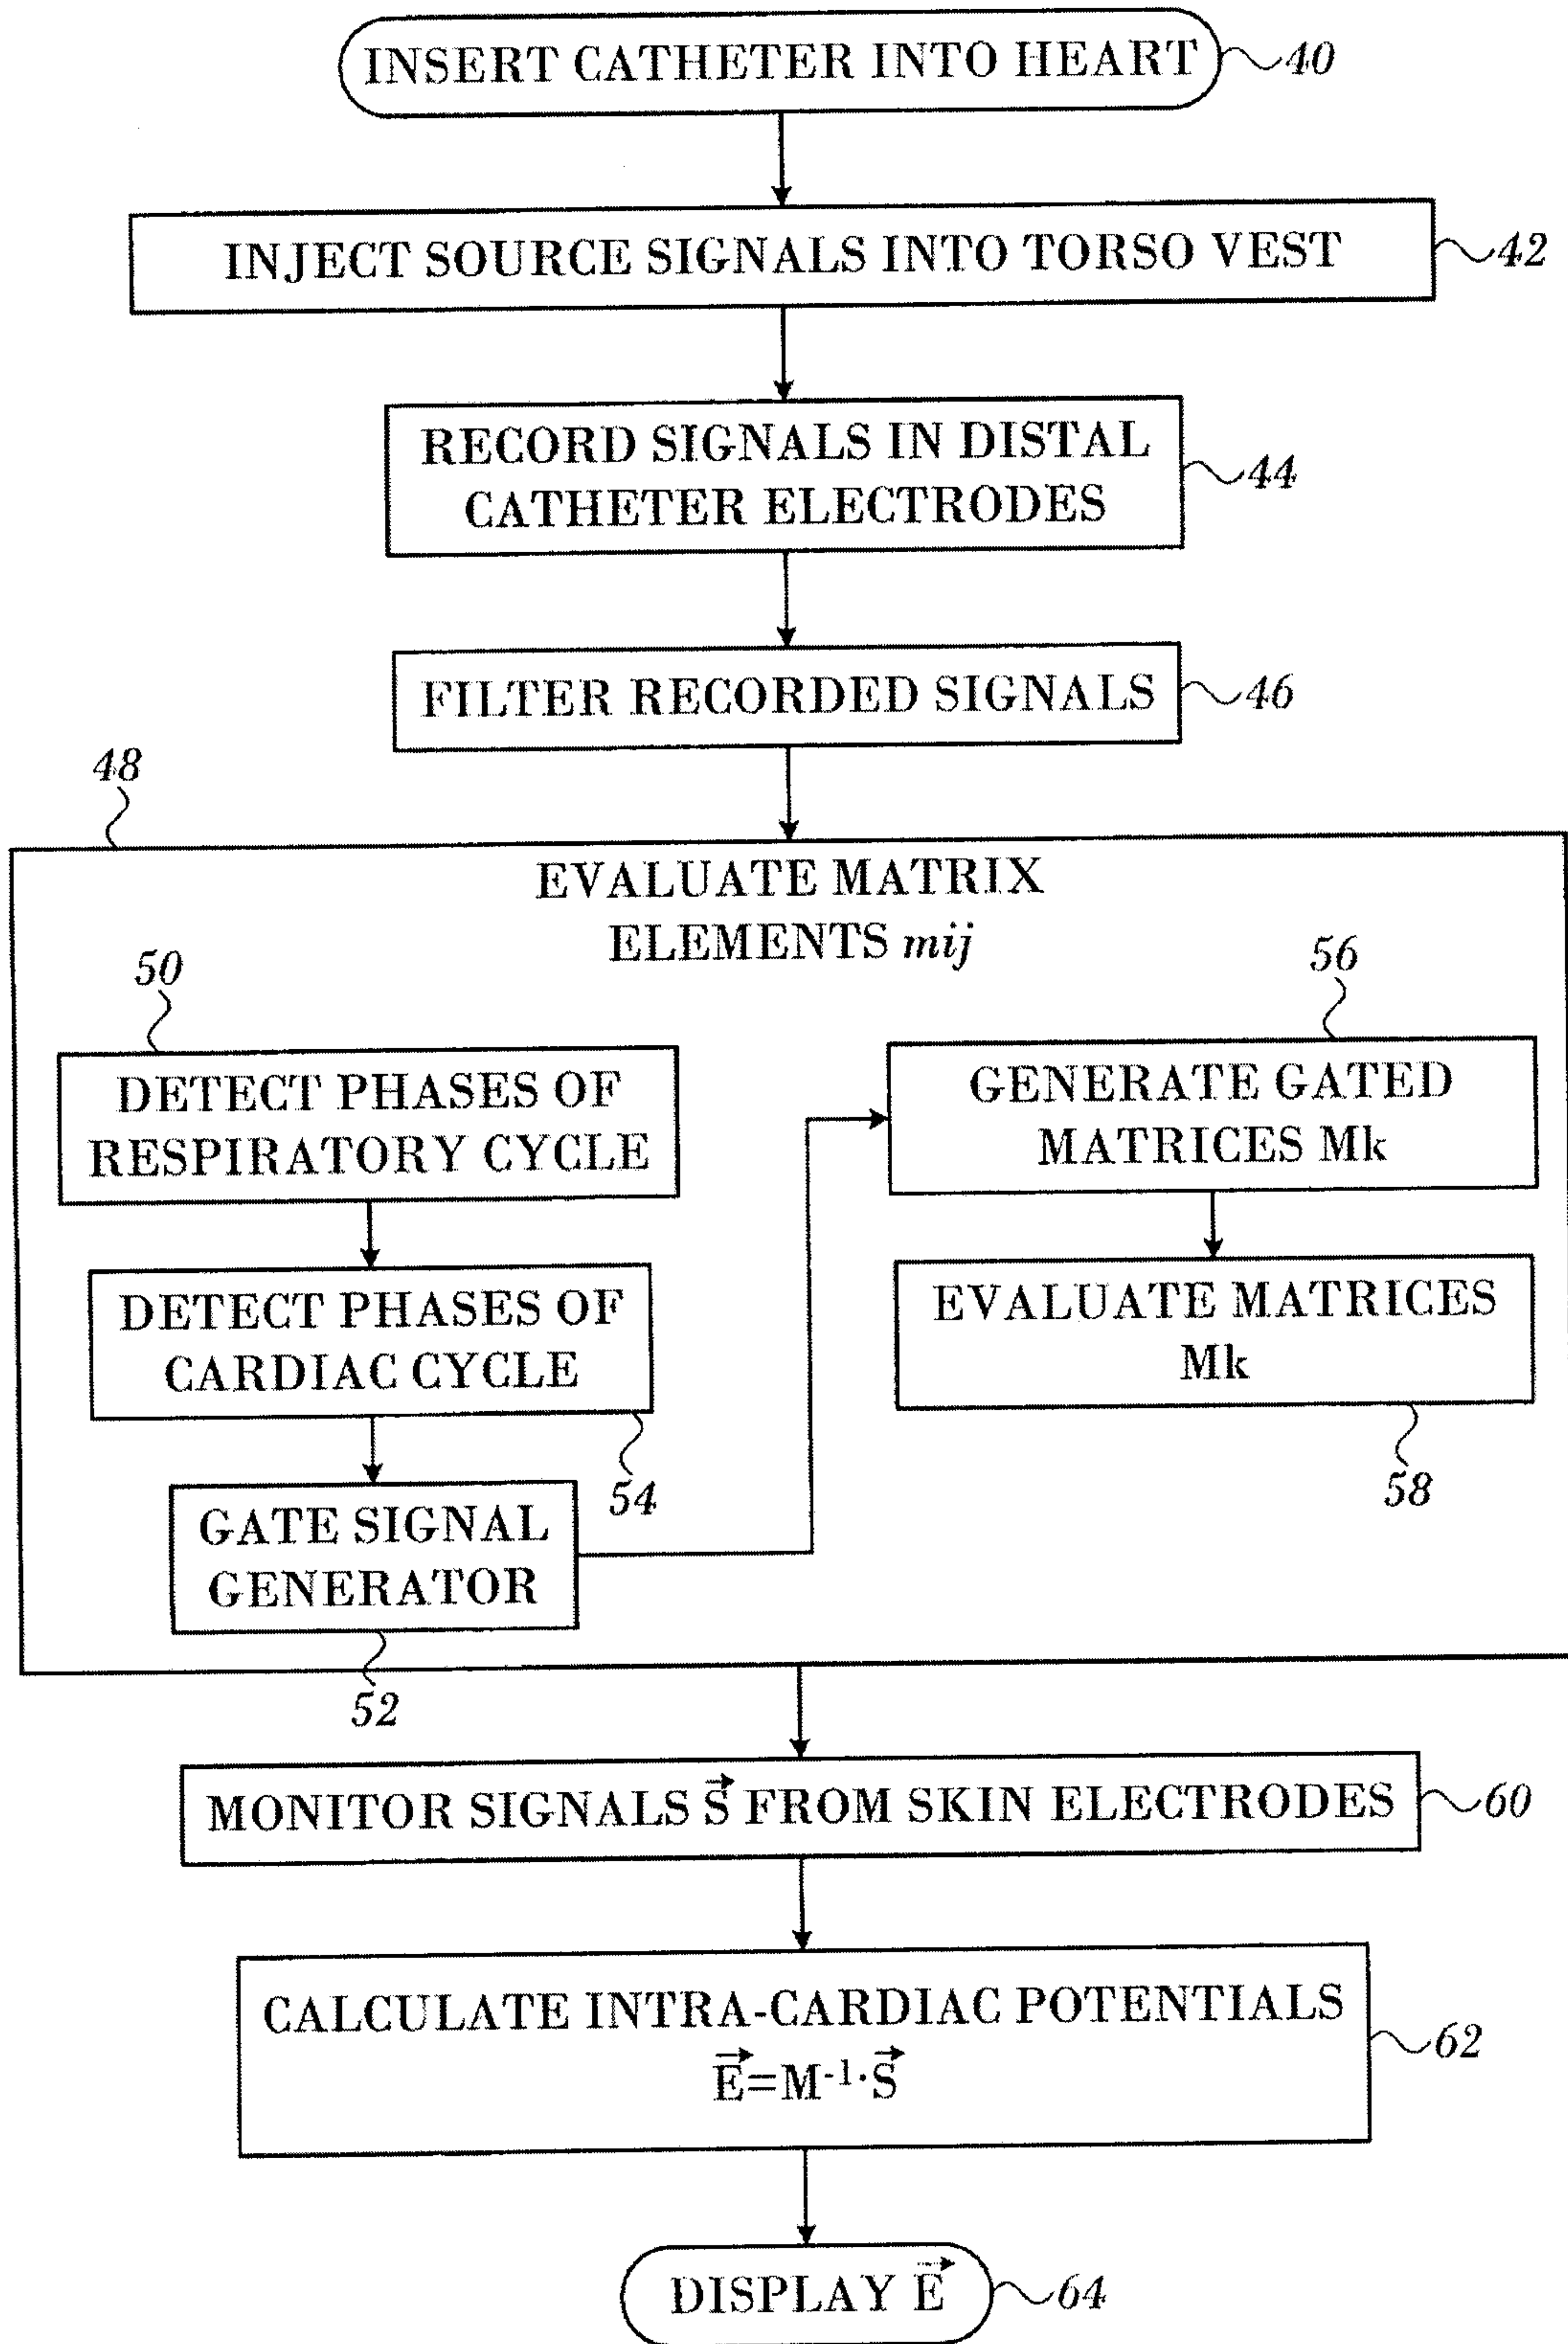 INSERT CATHETER INTO HEART
40
INJECT SOURCE SIGNALS INTO TORSO VEST
42
RECORD SIGNALS IN DISTAL
CATHETER ELECTRODES
44
FILTER RECORDED SIGNALS
46
48
EVALUATE MATRIX
ELEMENTS mij
50
DETECT PHASES OF
RESPIRATORY CYCLE
DETECT PHASES OF
CARDIAC CYCLE
54
GATE SIGNAL
GENERATOR
52
56
GENERATE GATED
MATRICES Mk
EVALUATE MATRICES
Mk
58
MONITOR SIGNALS S⃗ FROM SKIN ELECTRODES
60
CALCULATE INTRA-CARDIAC POTENTIALS
E⃗=M⁻¹·S⃗
62
DISPLAY E⃗
64